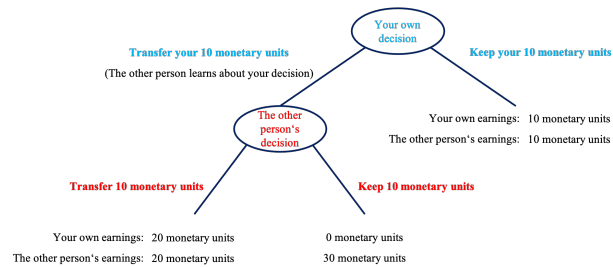 Your own
decision
Transfer your 10 monetary units
Keep your 10 monetary units
(The other person learns about your decision)
The other
person‘s
decision
Your own earnings: 10 monetary units
The other person‘s earnings: 10 monetary units
Transfer 10 monetary units
Keep 10 monetary units
Your own earnings: 20 monetary units 0 monetary units
The other person‘s earnings: 20 monetary units 30 monetary units